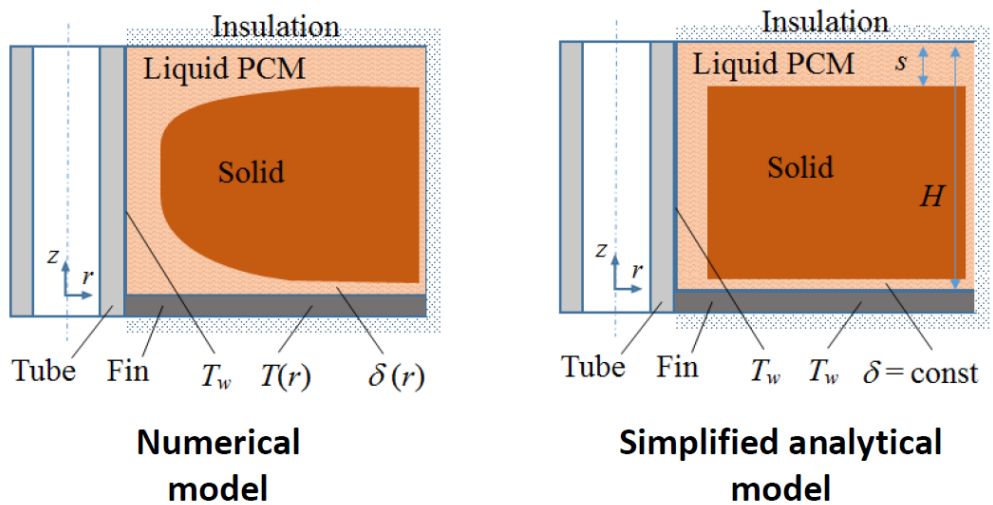 Insulation
Liquid PCM
Solid
z
r
Tube Fin T_w T(r) δ(r)
Numerical
model
Insulation
Liquid PCM
s
Solid
H
z
r
Tube Fin T_w T_w δ = const
Simplified analytical
model